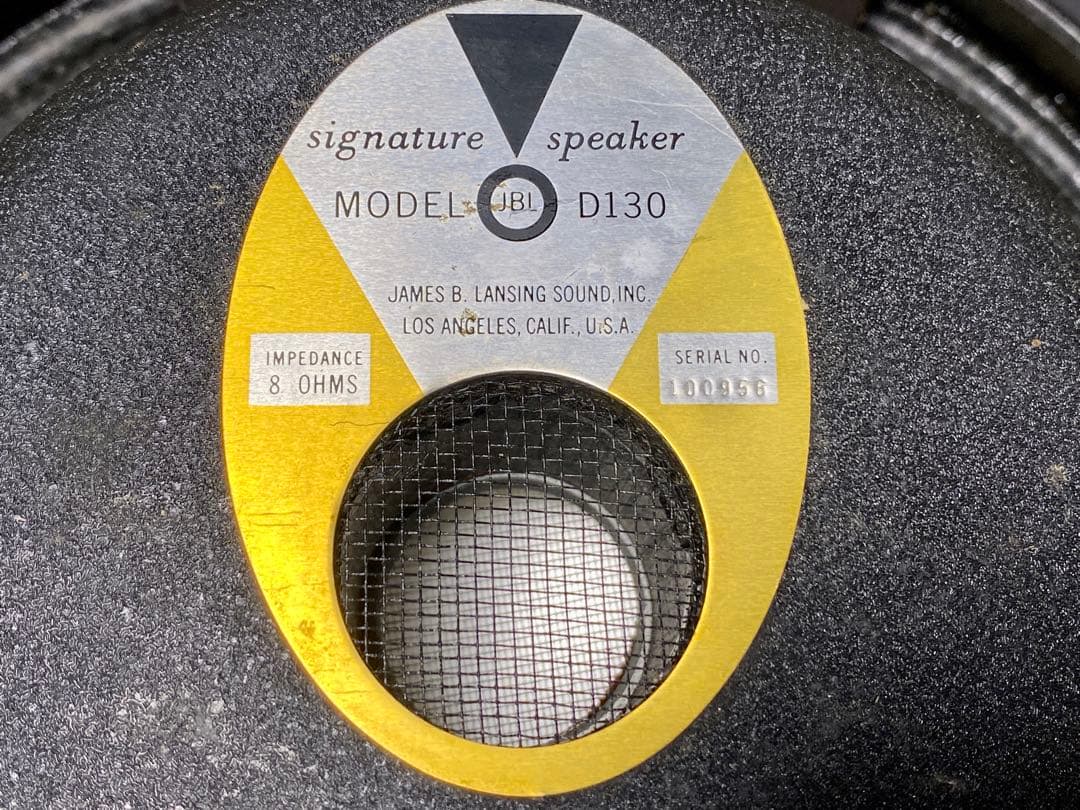 signature speaker
MODEL JBL D130
JAMES B. LANSING SOUND, INC.
LOS ANGELES, CALIF., U.S.A.
IMPEDANCE
8 OHMS
SERIAL NO.
100956